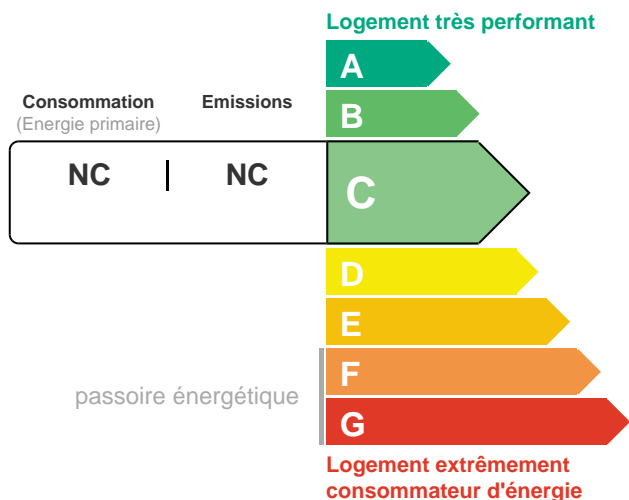 Logement très performant
A
Consommation
(Energie primaire)
Emissions
B
NC | NC
C
D
E
passoire énergétique
F
G
Logement extrêmement
consommateur d'énergie